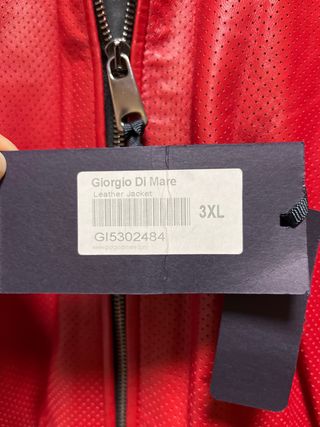 Giorgio Di Mare
Leather Jacket
3XL
GI5302484